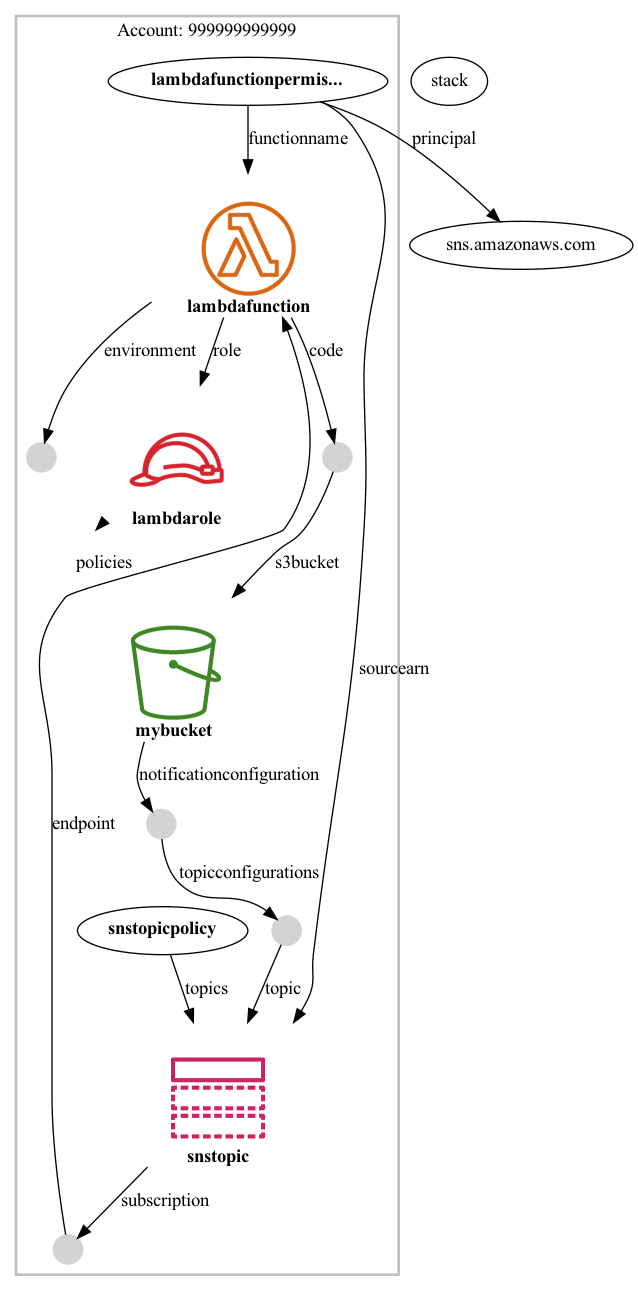 Account: 999999999999
lambdafunctionpermis...
stack
functionname
principal
sns.amazonaws.com
lambdafunction
environment
role
code
lambdarole
policies
s3bucket
sourcearn
mybucket
notificationconfiguration
endpoint
topicconfigurations
snstopicpolicy
topics
topic
snstopic
subscription